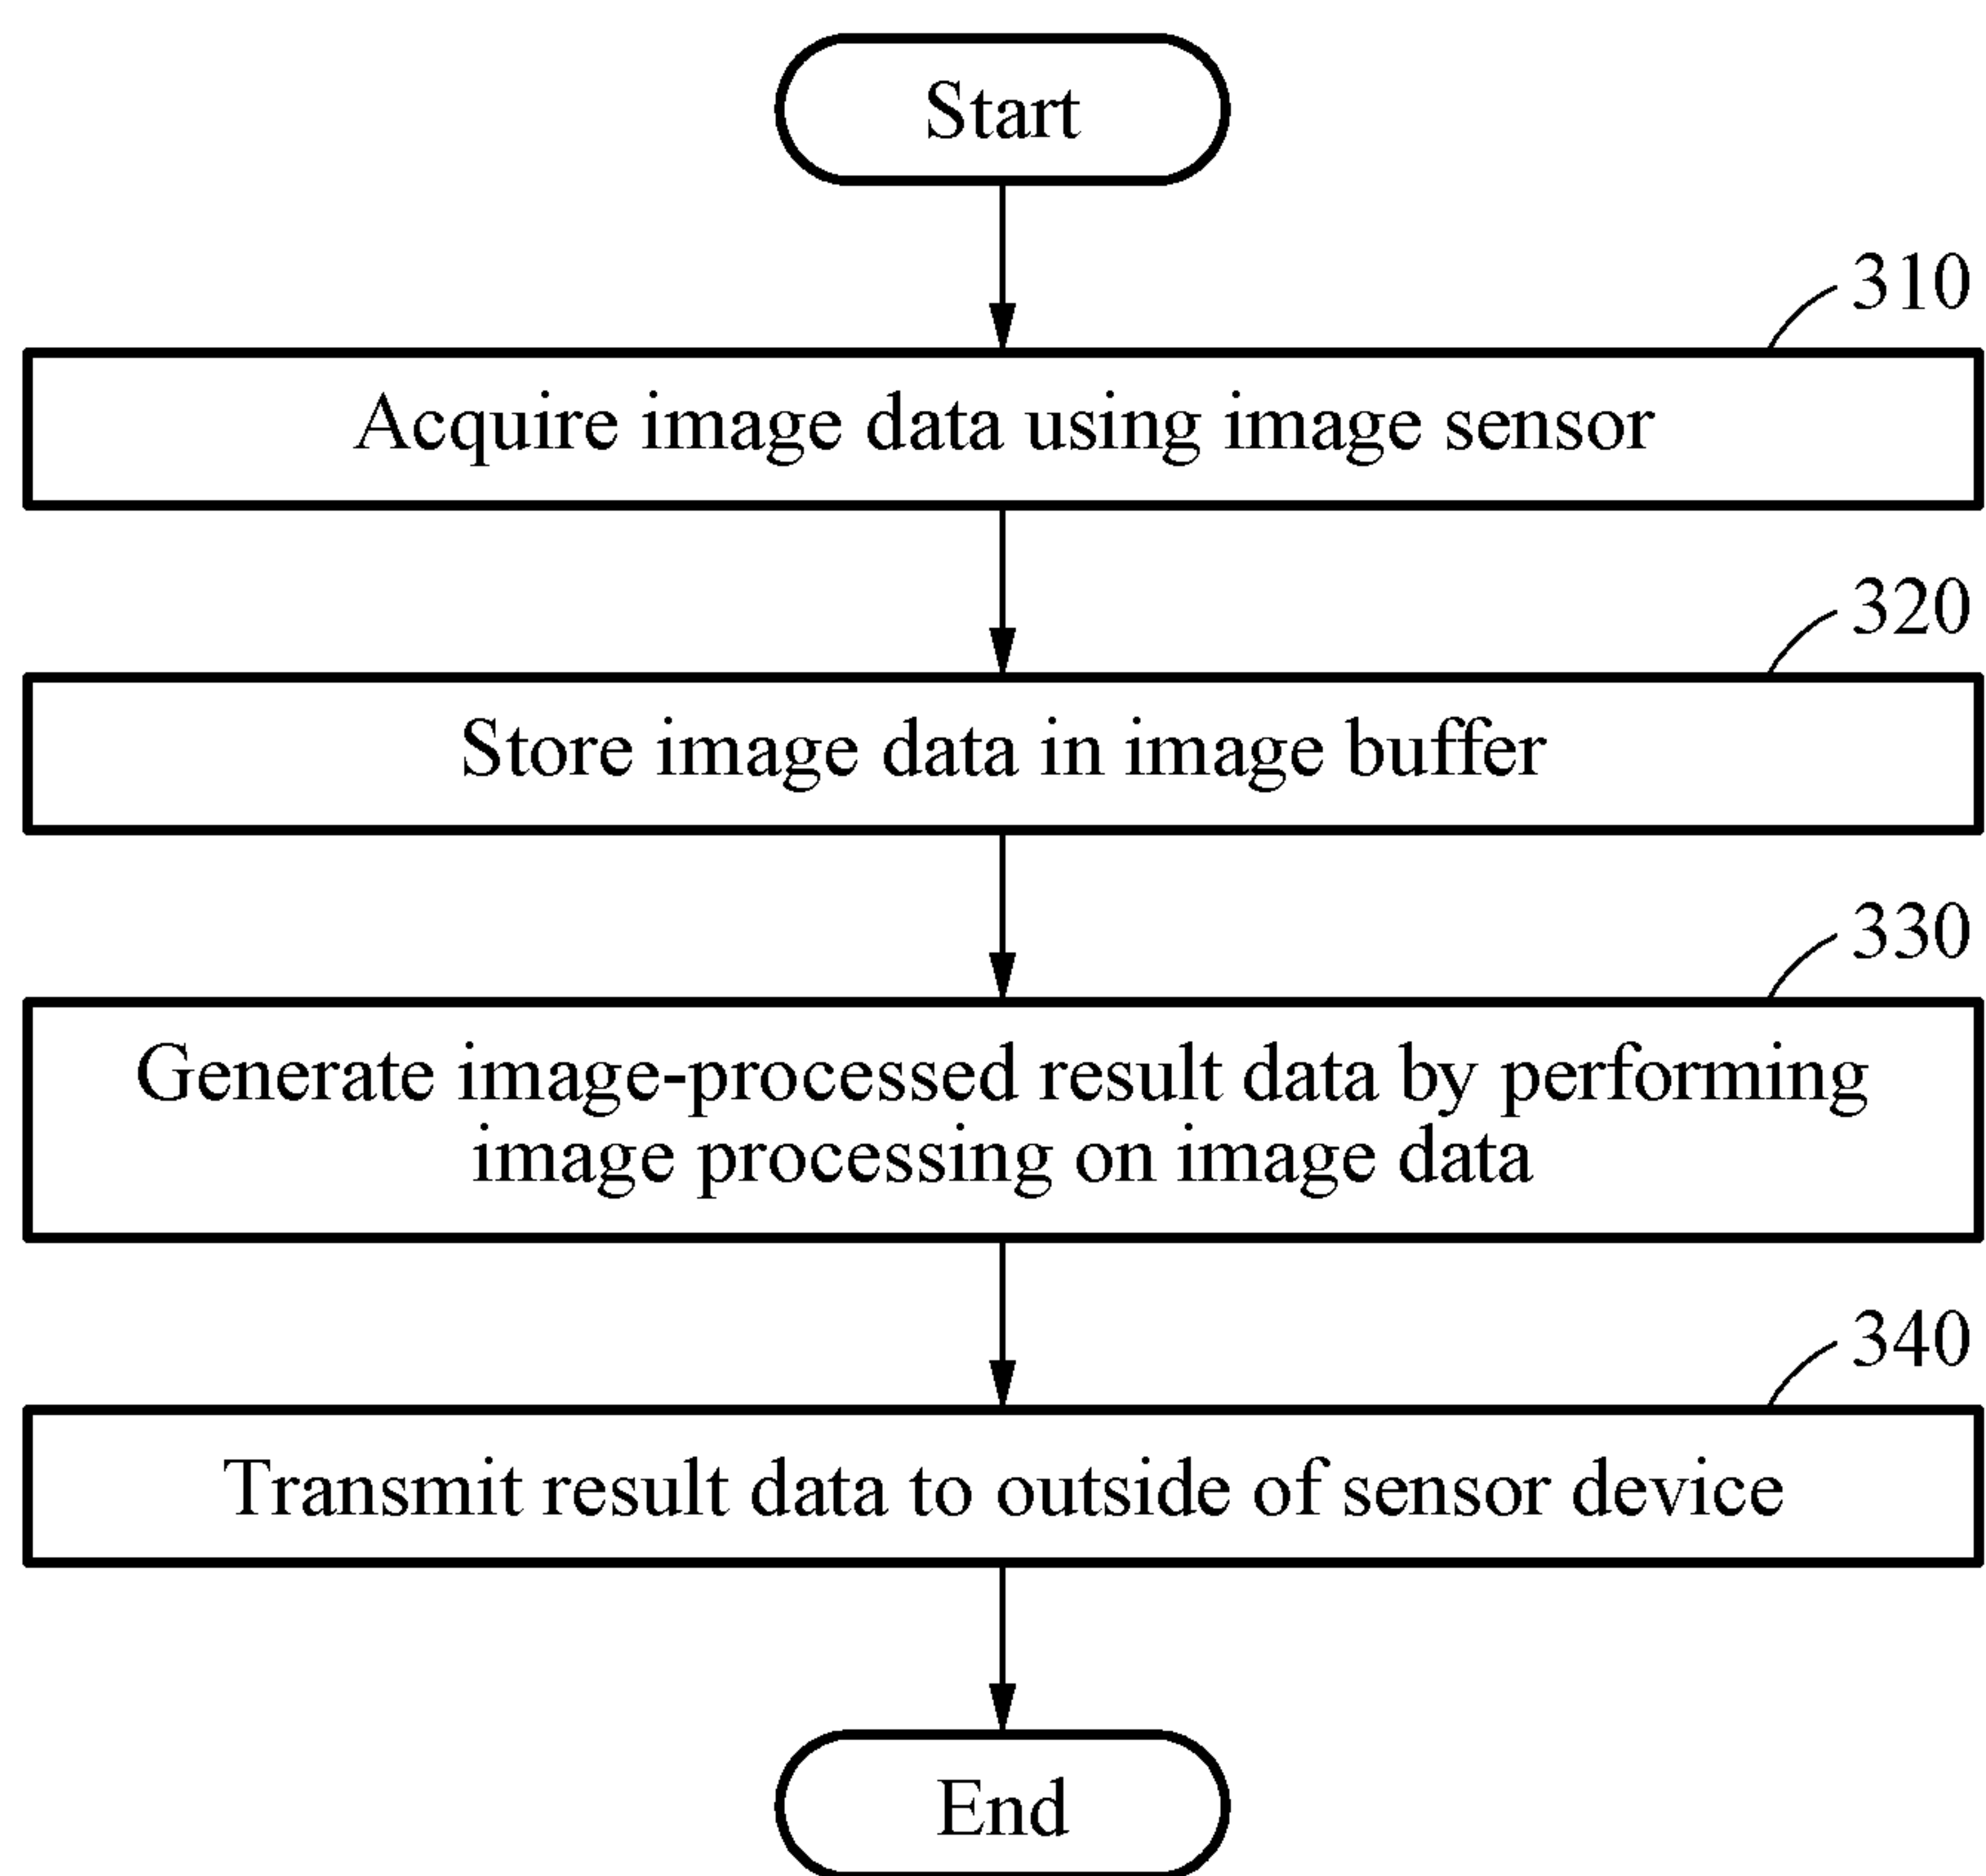 Start
310
Acquire image data using image sensor
320
Store image data in image buffer
330
Generate image-processed result data by performing
image processing on image data
340
Transmit result data to outside of sensor device
End